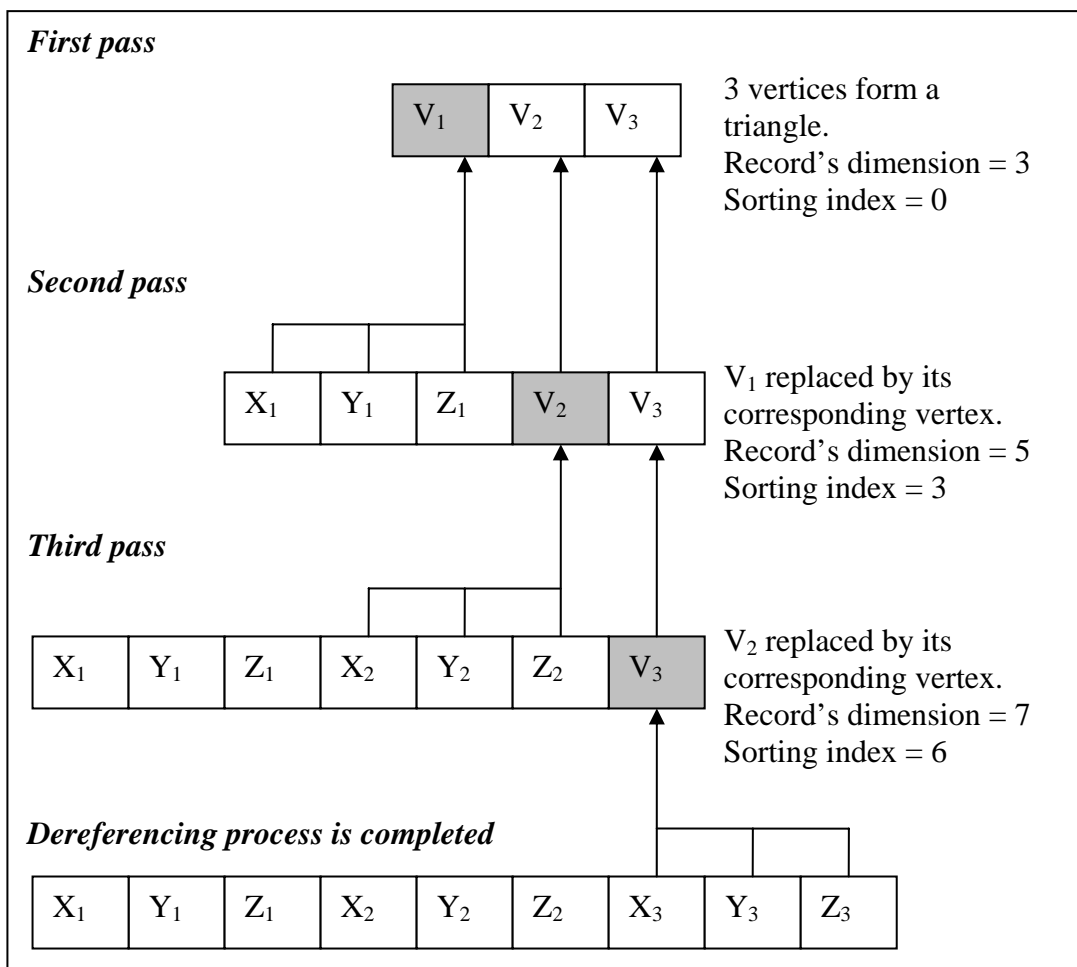 First pass
V₁ V₂ V₃
3 vertices form a
triangle.
Record’s dimension = 3
Sorting index = 0
Second pass
X₁ Y₁ Z₁ V₂ V₃
V₁ replaced by its
corresponding vertex.
Record’s dimension = 5
Sorting index = 3
Third pass
X₁ Y₁ Z₁ X₂ Y₂ Z₂ V₃
V₂ replaced by its
corresponding vertex.
Record’s dimension = 7
Sorting index = 6
Dereferencing process is completed
X₁ Y₁ Z₁ X₂ Y₂ Z₂ X₃ Y₃ Z₃